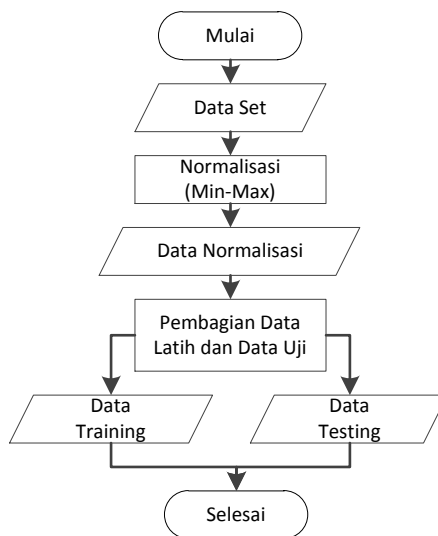 Mulai
Data Set
Normalisasi
(Min-Max)
Data Normalisasi
Pembagian Data
Latih dan Data Uji
Data
Training
Data
Testing
Selesai